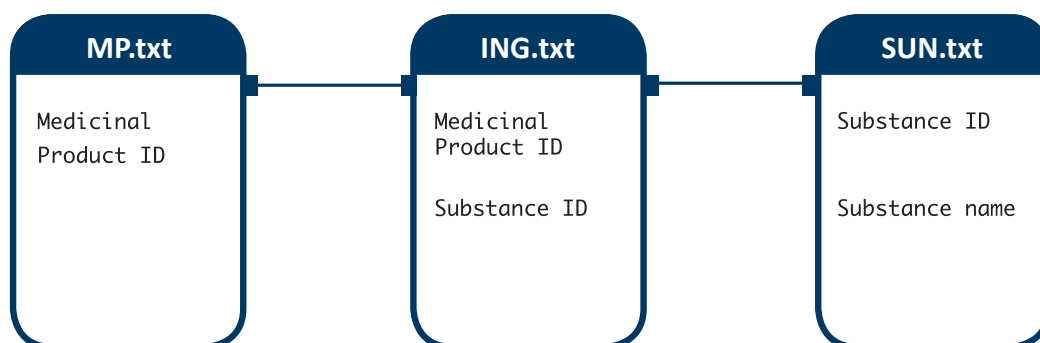 MP.txt
Medicinal
Product ID
ING.txt
Medicinal
Product ID
Substance ID
SUN.txt
Substance ID
Substance name